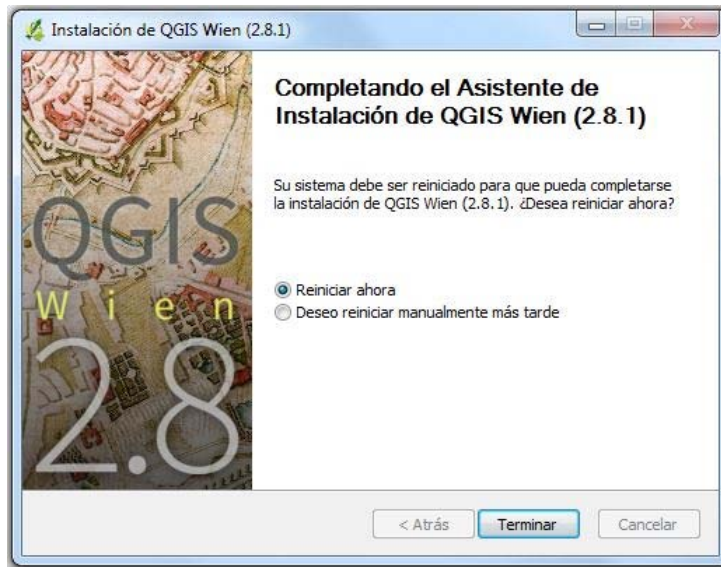 Instalación de QGIS Wien (2.8.1)
QGIS
Wien
2.8
Completando el Asistente de
Instalación de QGIS Wien (2.8.1)
Su sistema debe ser reiniciado para que pueda completarse
la instalación de QGIS Wien (2.8.1). ¿Desea reiniciar ahora?
Reiniciar ahora
Deseo reiniciar manualmente más tarde
< Atrás
Terminar
Cancelar